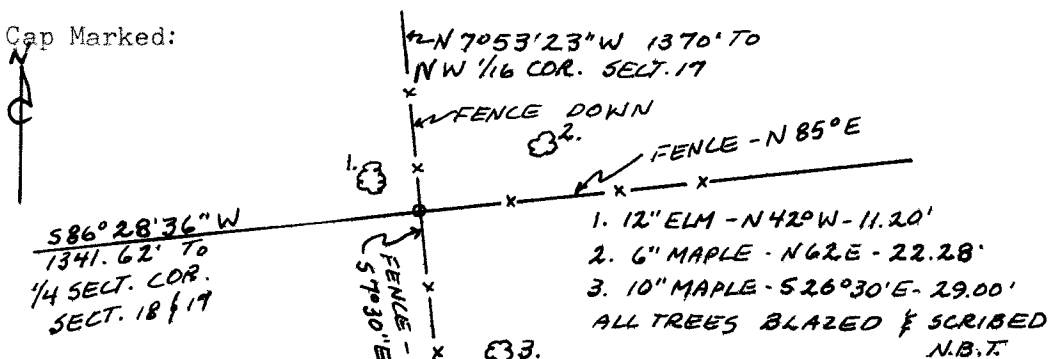 Cap Marked:
N
N 7°53'23" W 1370' TO
NW 1/16 COR. SECT. 17
FENCE DOWN
2.
1.
FENCE - N 85° E
S86°28'36" W
1341.62' TO
1/4 SECT. COR.
SECT. 18 & 19
FENCE -
S 7°30" E
1. 12" ELM - N 42° W - 11.20'
2. 6" MAPLE - N62E - 22.28'
3. 10" MAPLE - S 26°30' E - 29.00'
ALL TREES BLAZED & SCRIBED
N.B.T.
3.